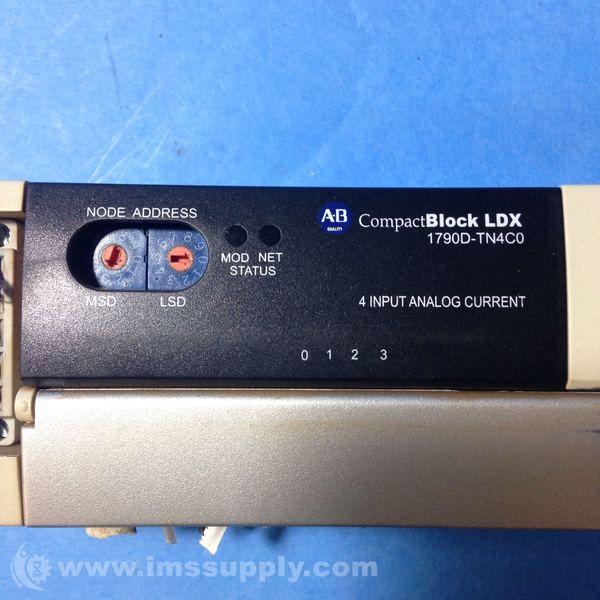 NODE ADDRESS
MSD
LSD
MOD NET
STATUS
A-B
QUALITY
CompactBlock LDX
1790D-TN4C0
4 INPUT ANALOG CURRENT
0 1 2 3
www.imssupply.com